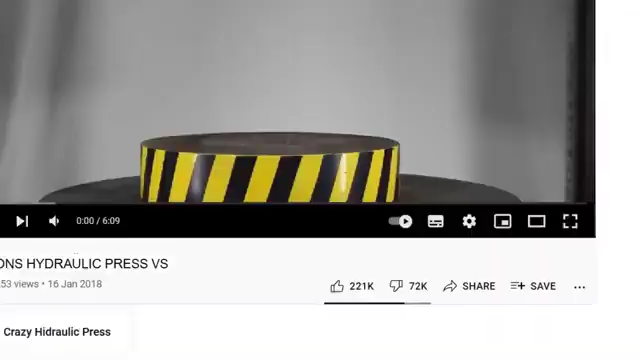 0:00 / 6:09
ONS HYDRAULIC PRESS VS
53 views • 16 Jan 2018
221K 72K SHARE SAVE
Crazy Hidraulic Press